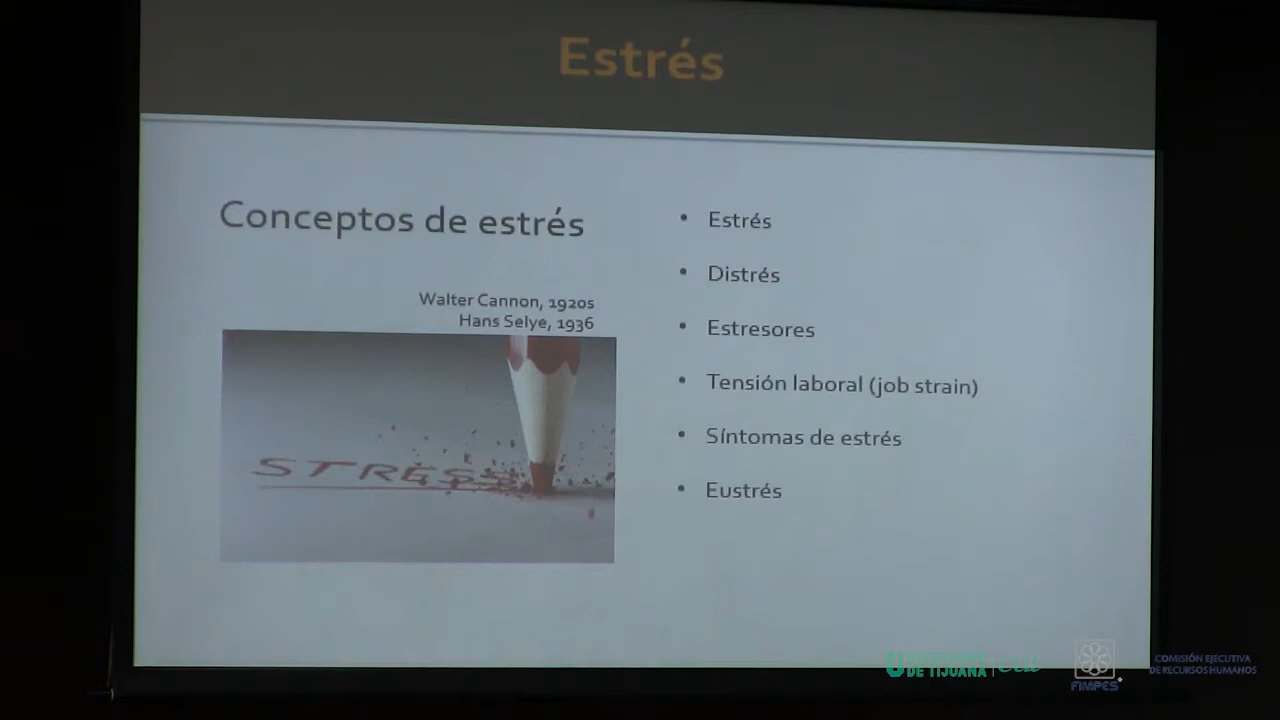 Estrés
Conceptos de estrés
Walter Cannon, 1920s
Hans Selye, 1936
STRESS
• Estrés
• Distrés
• Estresores
• Tensión laboral (job strain)
• Síntomas de estrés
• Eustrés
DE TIJUANA
cut
FIMPES
COMISIÓN EJECUTIVA
DE RECURSOS HUMANOS